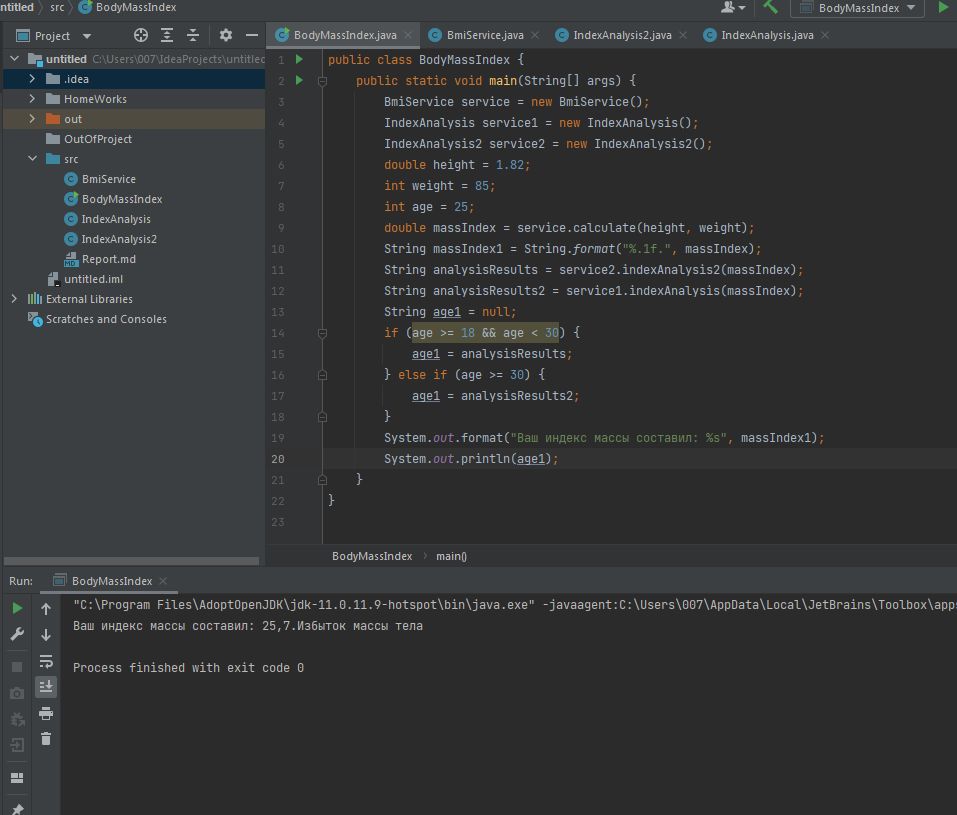 untitled src BodyMassIndex BodyMassIndex
Project BodyMassIndex.java BmiService.java IndexAnalysis2.java IndexAnalysis.java
untitled C:\Users\007\IdeaProjects\untitled
.idea
HomeWorks
out
OutOfProject
src
BmiService
BodyMassIndex
IndexAnalysis
IndexAnalysis2
Report.md
untitled.iml
External Libraries
Scratches and Consoles
1 public class BodyMassIndex {
2 public static void main(String[] args) {
3 BmiService service = new BmiService();
4 IndexAnalysis service1 = new IndexAnalysis();
5 IndexAnalysis2 service2 = new IndexAnalysis2();
6 double height = 1.82;
7 int weight = 85;
8 int age = 25;
9 double massIndex = service.calculate(height, weight);
10 String massIndex1 = String.format("%.1f.", massIndex);
11 String analysisResults = service2.indexAnalysis2(massIndex);
12 String analysisResults2 = service1.indexAnalysis(massIndex);
13 String age1 = null;
14 if (age >= 18 && age < 30) {
15 age1 = analysisResults;
16 } else if (age >= 30) {
17 age1 = analysisResults2;
18 }
19 System.out.format("Ваш индекс массы составил: %s", massIndex1);
20 System.out.println(age1);
21 }
22 }
23
BodyMassIndex main()
Run: BodyMassIndex
"C:\Program Files\AdoptOpenJDK\jdk-11.0.11.9-hotspot\bin\java.exe" -javaagent:C:\Users\007\AppData\Local\JetBrains\Toolbox\apps
Ваш индекс массы составил: 25,7.Избыток массы тела
Process finished with exit code 0